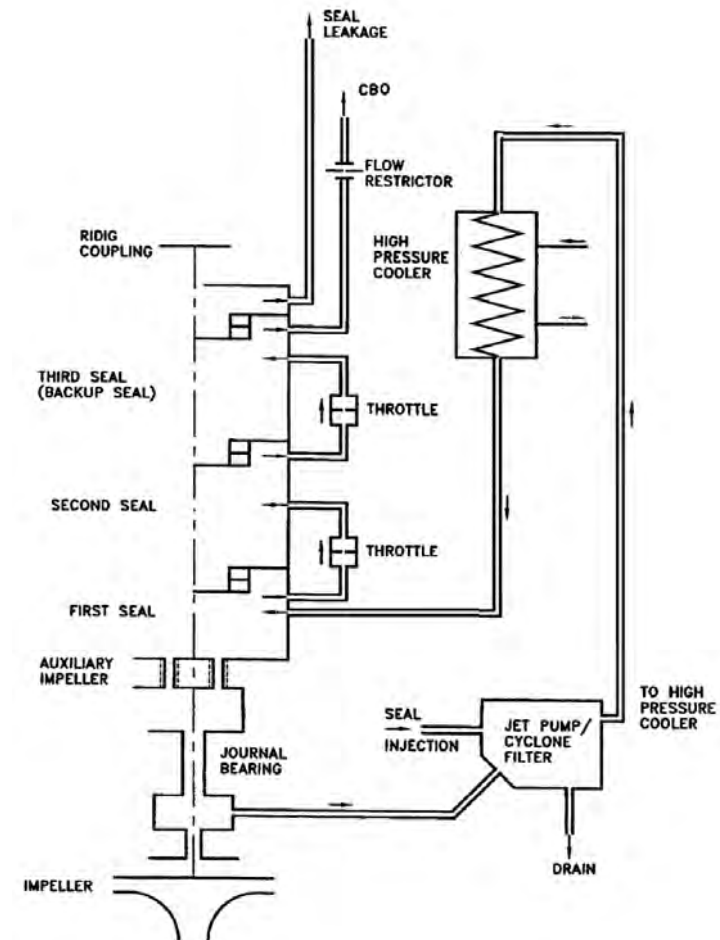 SEAL
LEAKAGE
CBO
FLOW
RESTRICTOR
RIDIG
COUPLING
HIGH
PRESSURE
COOLER
THIRD SEAL
(BACKUP SEAL)
THROTTLE
SECOND SEAL
THROTTLE
FIRST SEAL
AUXILIARY
IMPELLER
TO HIGH
PRESSURE
COOLER
SEAL
INJECTION
JET PUMP/
CYCLONE
FILTER
JOURNAL
BEARING
DRAIN
IMPELLER